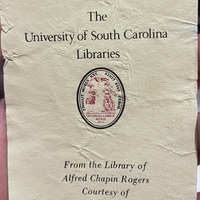 The
University of South Carolina
Libraries
From the Library of
Alfred Chapin Rogers
Courtesy of